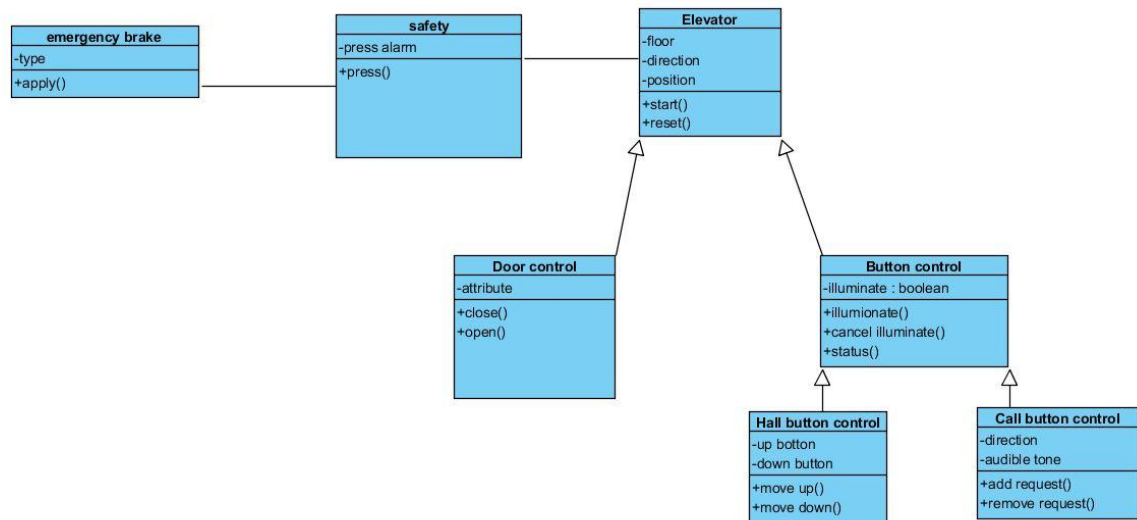 emergency brake
-type
+apply()
safety
-press alarm
+press()
Elevator
-floor
-direction
-position
+start()
+reset()
Door control
-attribute
+close()
+open()
Button control
-illuminate : boolean
+illumionate()
+cancel illuminate()
+status()
Hall button control
-up botton
-down button
+move up()
+move down()
Call button control
-direction
-audible tone
+add request()
+remove request()